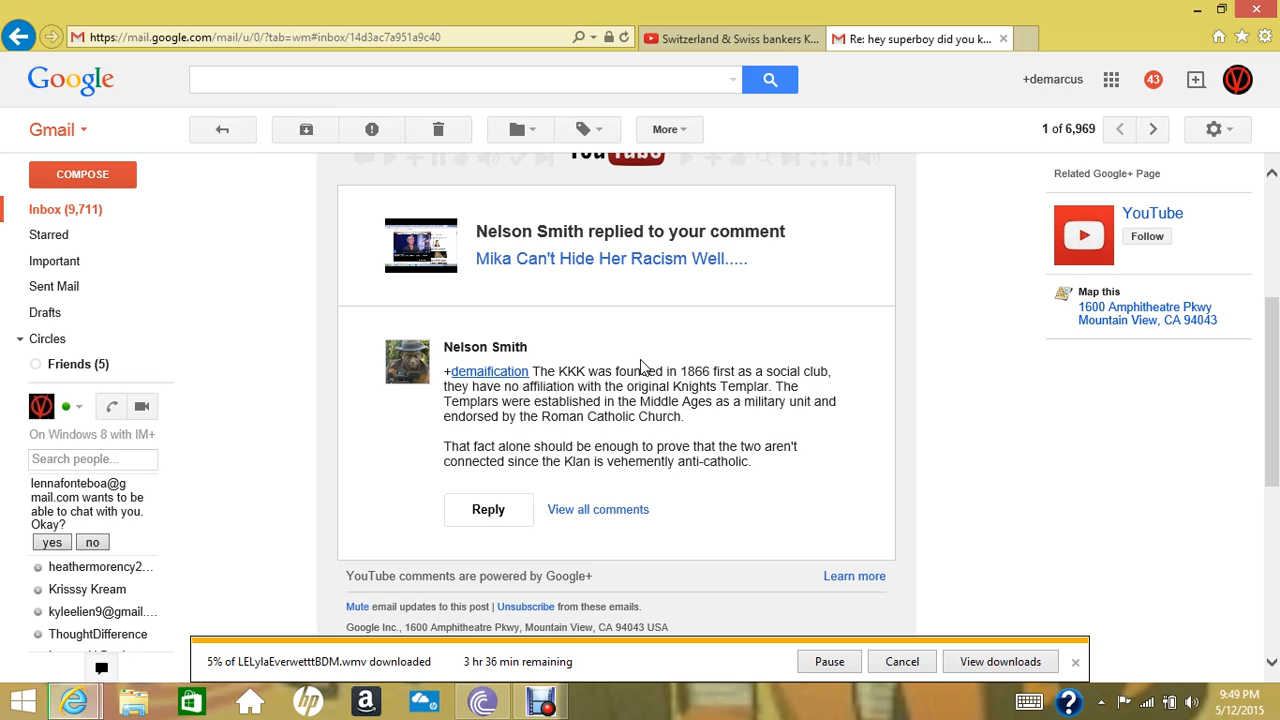 https://mail.google.com/mail/u/0/?tab=wm#inbox/14d3ac7a951a9c40
Switzerland & Swiss bankers K...
Re: hey superboy did you k...
Google
+demarcus
43
Gmail
More
1 of 6,969
COMPOSE
Inbox (9,711)
Starred
Important
Sent Mail
Drafts
Circles
Friends (5)
On Windows 8 with IM+
Search people...
lennafonteboa@g
mail.com wants to be
able to chat with you.
Okay?
yes no
heathermorency2...
Krisssy Kream
kyleelien9@gmail....
ThoughtDifference
YouTube
Nelson Smith replied to your comment
Mika Can't Hide Her Racism Well.....
Nelson Smith
+demaification The KKK was founded in 1866 first as a social club,
they have no affiliation with the original Knights Templar. The
Templars were established in the Middle Ages as a military unit and
endorsed by the Roman Catholic Church.
That fact alone should be enough to prove that the two aren't
connected since the Klan is vehemently anti-catholic.
Reply View all comments
YouTube comments are powered by Google+ Learn more
Mute email updates to this post | Unsubscribe from these emails.
Google Inc., 1600 Amphitheatre Pkwy, Mountain View, CA 94043 USA
Related Google+ Page
YouTube
Follow
Map this
1600 Amphitheatre Pkwy
Mountain View, CA 94043
5% of LELylaEverwetttBDM.wmv downloaded 3 hr 36 min remaining Pause Cancel View downloads
9:49 PM
5/12/2015